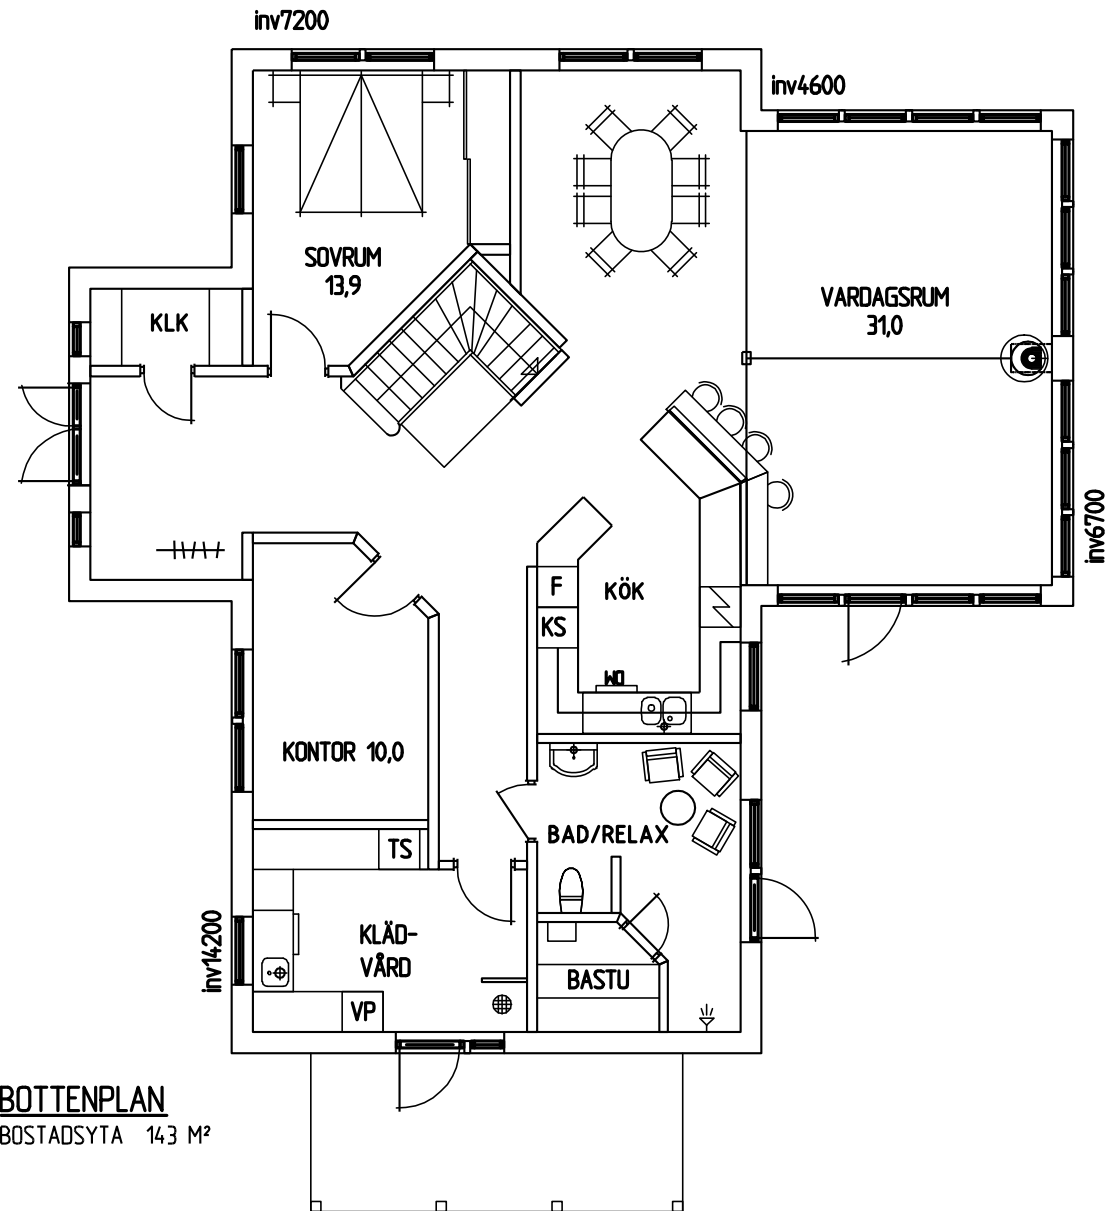 inv7200
inv4600
SOVRUM
13,9
KLK
VARDAGSRUM
31,0
inv6700
F
KÖK
KS
WO
KONTOR 10,0
TS
BAD/RELAX
KLÄD-
VÅRD
inv14200
BASTU
VP
BOTTENPLAN
BOSTADSYTA 143 M²